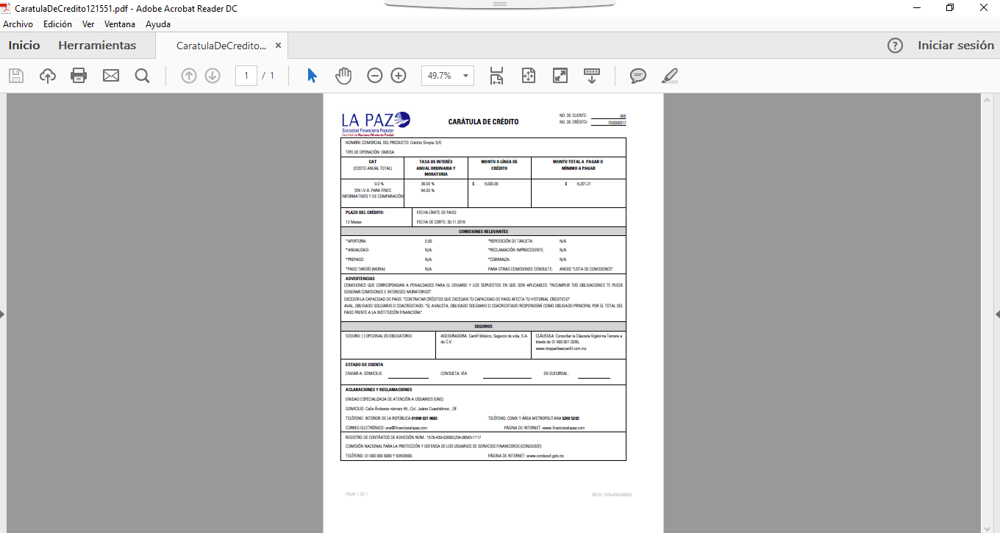 CaratulaDeCredito121551.pdf - Adobe Acrobat Reader DC
Archivo Edición Ver Ventana Ayuda
Inicio Herramientas CaratulaDeCredito... × ? Iniciar sesión
1 / 1 49.7%
LA PAZ
Sociedad Financiera Popular
Una Filial de Nacional Monte de Piedad
CARÁTULA DE CRÉDITO
NO. DE CLIENTE: 800
NO. DE CRÉDITO: 700000017
NOMBRE COMERCIAL DEL PRODUCTO: Crédito Simple S/G
TIPO DE OPERACIÓN: OMEGA
CAT
(COSTO ANUAL TOTAL)
TASA DE INTERÉS
ANUAL ORDINARIA Y
MORATORIA
MONTO O LÍNEA DE
CRÉDITO
MONTO TOTAL A PAGAR O
MÍNIMO A PAGAR
0.0 %
SIN I.V.A. PARA FINES
INFORMATIVOS Y DE COMPARACIÓN
36.00 %
54.00 %
$ 5,000.00
$ 6,201.21
PLAZO DEL CRÉDITO:
12 Meses
FECHA LÍMITE DE PAGO:
FECHA DE CORTE: 30.11.2016
COMISIONES RELEVANTES
*APERTURA: 0.00 *REPOSICIÓN DE TARJETA: N/A
*ANUALIDAD: N/A *RECLAMACIÓN IMPROCEDENTE: N/A
*PREPAGO: N/A *COBRANZA: N/A
*PAGO TARDÍO (MORA): N/A PARA OTRAS COMISIONES CONSULTE: ANEXO "LISTA DE COMISIONES"
ADVERTENCIAS
COMISIONES QUE CORRESPONDAN A PENALIDADES PARA EL USUARIO Y LOS SUPUESTOS EN QUE SON APLICABLES: "INCUMPLIR TUS OBLIGACIONES TE PUEDE
GENERAR COMISIONES E INTERESES MORATORIOS".
EXCEDER LA CAPACIDAD DE PAGO: "CONTRATAR CRÉDITOS QUE EXCEDAN TU CAPACIDAD DE PAGO AFECTA TU HISTORIAL CREDITICIO"
AVAL, OBLIGADO SOLIDARIO O COACREDITADO: "EL AVALISTA, OBLIGADO SOLIDARIO O COACREDITADO RESPONDERÁ COMO OBLIGADO PRINCIPAL POR EL TOTAL DEL
PAGO FRENTE A LA INSTITUCIÓN FINANCIERA".
SEGUROS
SEGURO: ( ) OPCIONAL (X) OBLIGATORIO
ASEGURADORA: Cardif México, Seguros de vida, S.A.
de C.V.
CLÁUSULA: Consultar la Cláusula Vigésima Tercera a
través de 01 800 801 0289,
www.bnpparibascardif.com.mx
ESTADO DE CUENTA
ENVIAR A: DOMICILIO CONSULTA: VÍA EN SUCURSAL :
ACLARACIONES Y RECLAMACIONES
UNIDAD ESPECIALIZADA DE ATENCIÓN A USUARIOS (UNE):
DOMICILIO: Calle Ámberes número 45 , Col. Juárez Cuauhtémoc , DF .
TELÉFONO: INTERIOR DE LA REPÚBLICA 01800 021 0683 TELÉFONO: CDMX Y ÁREA METROPOLITANA 5269 5202
CORREO ELECTRÓNICO: une@financieralapaz.com PÁGINA DE INTERNET: www.financieralapaz.com
REGISTRO DE CONTRATOS DE ADHESIÓN NÚM.: 1576-439-026502/04-06543-1117
COMISIÓN NACIONAL PARA LA PROTECCIÓN Y DEFENSA DE LOS USUARIOS DE SERVICIOS FINANCIEROS (CONDUSEF):
TELÉFONO: 01 800 999 8080 Y 53400999. PÁGINA DE INTERNET: www.condusef.gob.mx
HOJA: 1 DE 1 RECA: 1576-439-026502